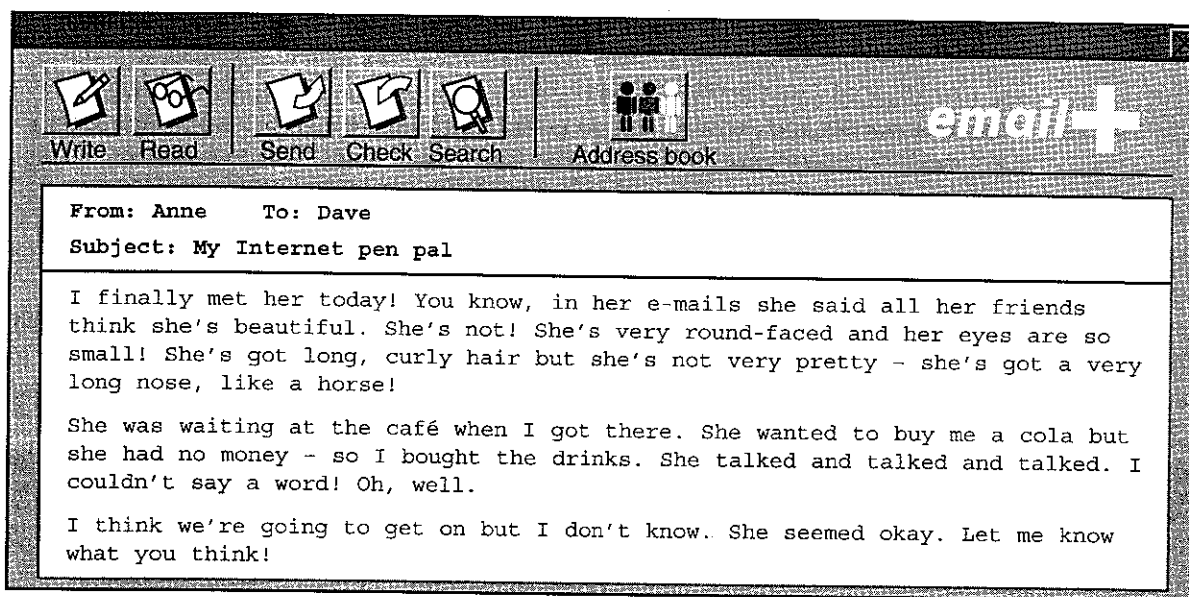 email+
Write Read Send Check Search Address book
From: Anne To: Dave
Subject: My Internet pen pal
I finally met her today! You know, in her e-mails she said all her friends
think she's beautiful. She's not! She's very round-faced and her eyes are so
small! She's got long, curly hair but she's not very pretty – she's got a very
long nose, like a horse!
She was waiting at the café when I got there. She wanted to buy me a cola but
she had no money – so I bought the drinks. She talked and talked and talked. I
couldn't say a word! Oh, well.
I think we're going to get on but I don't know. She seemed okay. Let me know
what you think!